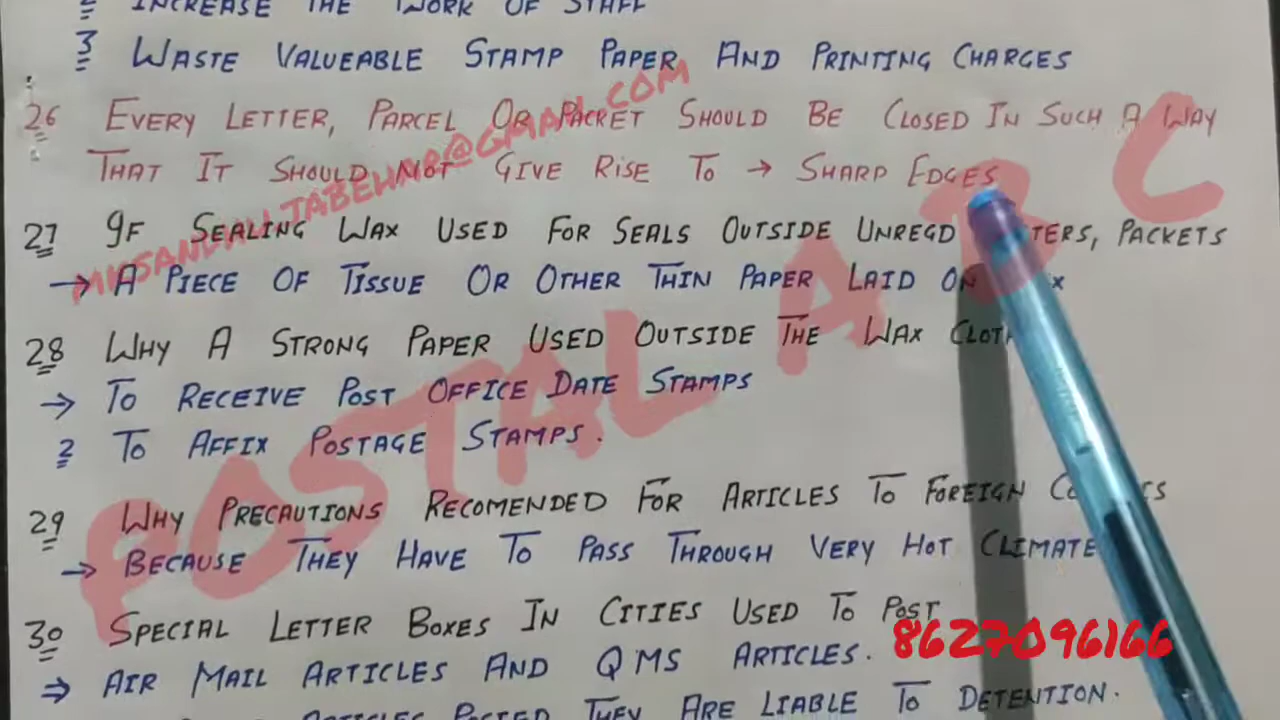 2 INCREASE THE WORK OF STAFF
3 WASTE VALUEABLE STAMP PAPER AND PRINTING CHARGES
26 EVERY LETTER, PARCEL OR PACKET SHOULD BE CLOSED IN SUCH A WAY
THAT IT SHOULD NOT GIVE RISE TO → SHARP EDGES
27 IF SEALING WAX USED FOR SEALS OUTSIDE UNREGD PACKETS
→ A PIECE OF TISSUE OR OTHER THIN PAPER LAID ON
28 WHY A STRONG PAPER USED OUTSIDE THE WAX
→ TO RECEIVE POST OFFICE DATE STAMPS
2 TO AFFIX POSTAGE STAMPS.
29 WHY PRECAUTIONS RECOMENDED FOR ARTICLES TO FOREIGN
→ BECAUSE THEY HAVE TO PASS THROUGH VERY HOT CLIMATE
30 SPECIAL LETTER BOXES IN CITIES USED TO POST
⇒ AIR MAIL ARTICLES AND QMS ARTICLES.
ARTICLES POSTED THEY ARE LIABLE TO DETENTION.
POSTAL ABC
8627096166